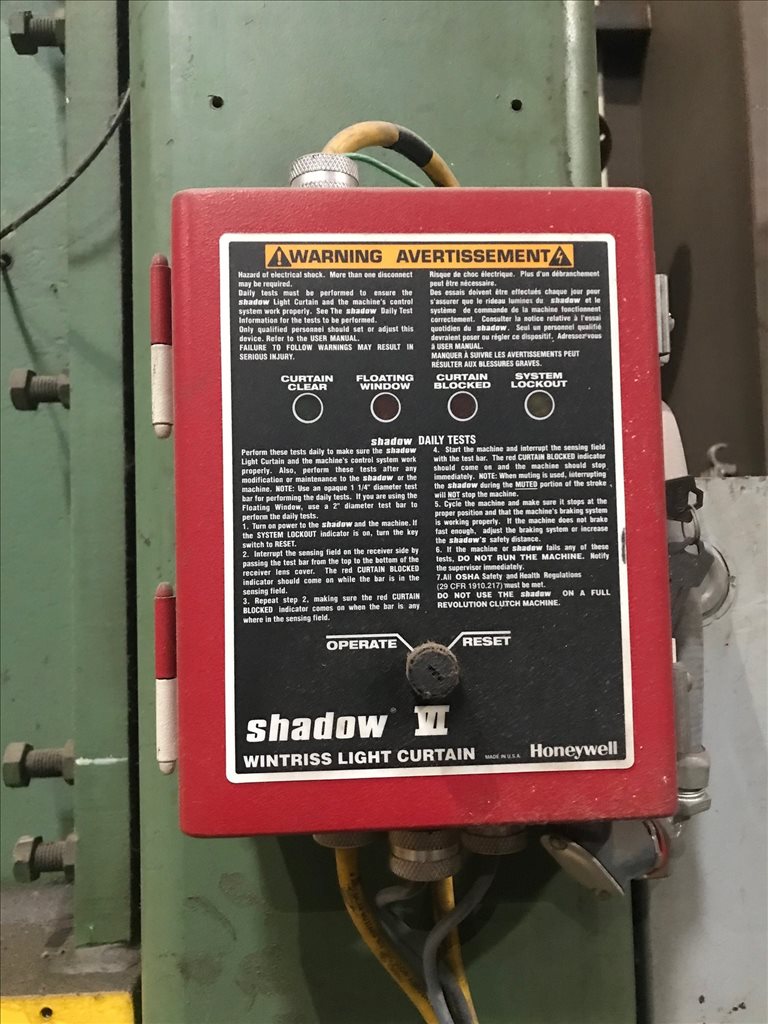 WARNING AVERTISSEMENT
Hazard of electrical shock. More than one disconnect
may be required.
Daily tests must be performed to ensure the
shadow Light Curtain and the machine's control
system work properly. See The shadow Daily Test
Information for the tests to be performed.
Only qualified personnel should set or adjust this
device. Refer to the USER MANUAL.
FAILURE TO FOLLOW WARNINGS MAY RESULT IN
SERIOUS INJURY.
Risque de choc électrique. Plus d'un débranchement
peut être nécessaire.
Des essais doivent être effectués chaque jour pour
s'assurer que le rideau lumineus du shadow et le
système de commande de la machine fonctionnent
correctement. Consulter la notice relative à l'essai
quotidien du shadow. Seul un personnel qualifié
devraient poser ou régler ce dispositif. Adressez-vous
à USER MANUAL.
MANQUER À SUIVRE LES AVERTISSEMENTS PEUT
RÉSULTER AUX BLESSURES GRAVES.
CURTAIN
CLEAR
FLOATING
WINDOW
CURTAIN
BLOCKED
SYSTEM
LOCKOUT
shadow DAILY TESTS
Perform these tests daily to make sure the shadow
Light Curtain and the machine's control system work
properly. Also, perform these tests after any
modification or maintenance to the shadow or the
machine. NOTE: Use an opaque 1 1/4" diameter test
bar for performing the daily tests. If you are using the
Floating Window, use a 2" diameter test bar to
perform the daily tests.
1. Turn on power to the shadow and the machine. If
the SYSTEM LOCKOUT indicator is on, turn the key
switch to RESET.
2. Interrupt the sensing field on the receiver side by
passing the test bar from the top to the bottom of the
receiver lens cover. The red CURTAIN BLOCKED
indicator should come on while the bar is in the
sensing field.
3. Repeat step 2, making sure the red CURTAIN
BLOCKED indicator comes on when the bar is any
where in the sensing field.
4. Start the machine and interrupt the sensing field
with the test bar. The red CURTAIN BLOCKED indicator
should come on and the machine should stop
immediately. NOTE: When muting is used, interrupting
the shadow during the MUTED portion of the stroke
will NOT stop the machine.
5. Cycle the machine and make sure it stops at the
proper position and that the machine's braking system
is working properly. If the machine does not brake
fast enough, adjust the braking system or increase
the shadow's safety distance.
6. If the machine or shadow fails any of these
tests, DO NOT RUN THE MACHINE. Notify
the supervisor immediately.
7.All OSHA Safety and Health Regulations
(29 CFR 1910.217) must be met.
DO NOT USE THE shadow ON A FULL
REVOLUTION CLUTCH MACHINE.
OPERATE RESET
shadow® VI
WINTRISS LIGHT CURTAIN MADE IN U.S.A. Honeywell